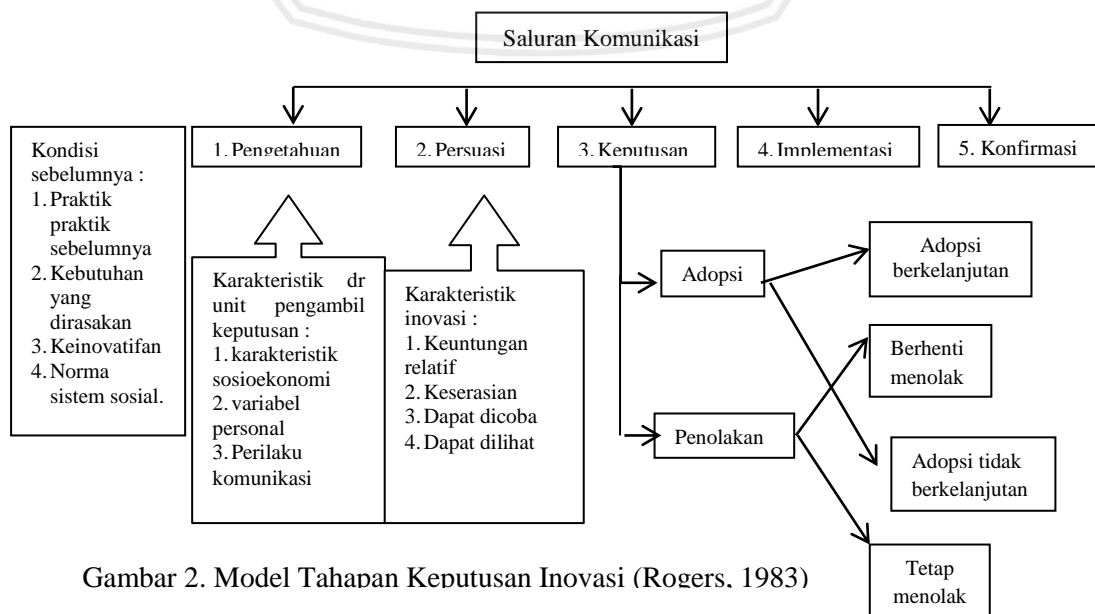 Saluran Komunikasi
Kondisi
sebelumnya :
1. Praktik
praktik
sebelumnya
2. Kebutuhan
yang
dirasakan
3. Keinovatifan
4. Norma
sistem sosial.
1. Pengetahuan
2. Persuasi
3. Keputusan
4. Implementasi
5. Konfirmasi
Karakteristik dr
unit pengambil
keputusan :
1. karakteristik
sosioekonomi
2. variabel
personal
3. Perilaku
komunikasi
Karakteristik
inovasi :
1. Keuntungan
relatif
2. Keserasian
3. Dapat dicoba
4. Dapat dilihat
Adopsi
Penolakan
Adopsi
berkelanjutan
Berhenti
menolak
Adopsi tidak
berkelanjutan
Tetap
menolak
Gambar 2. Model Tahapan Keputusan Inovasi (Rogers, 1983)